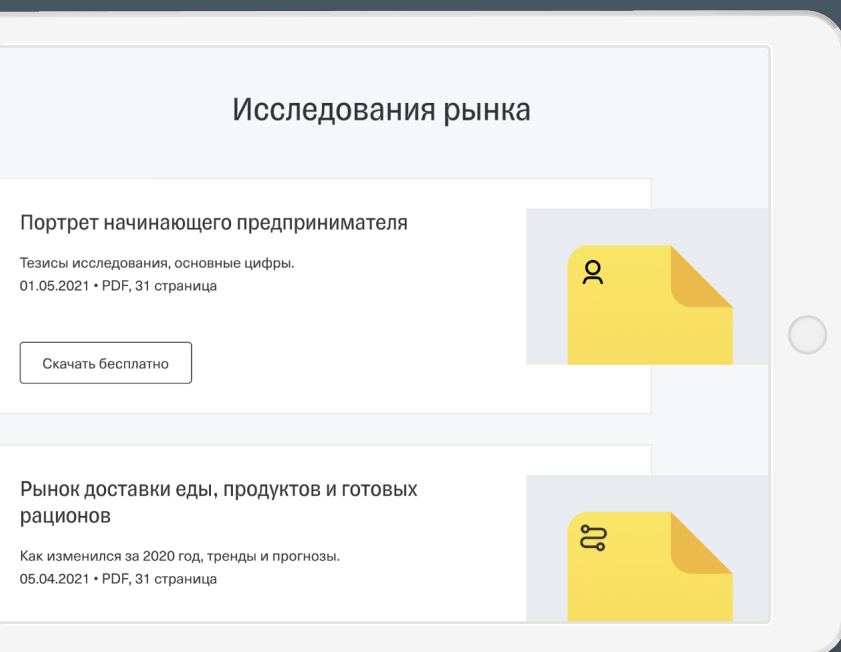 Исследования рынка
Портрет начинающего предпринимателя
Тезисы исследования, основные цифры.
01.05.2021 • PDF, 31 страница
Скачать бесплатно
Рынок доставки еды, продуктов и готовых
рационов
Как изменился за 2020 год, тренды и прогнозы.
05.04.2021 • PDF, 31 страница